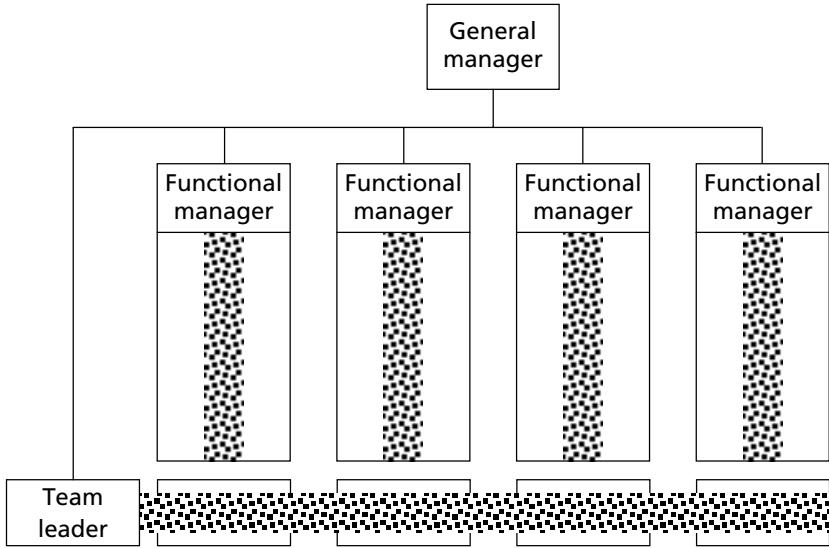 General
manager
Functional
manager
Functional
manager
Functional
manager
Functional
manager
Team
leader